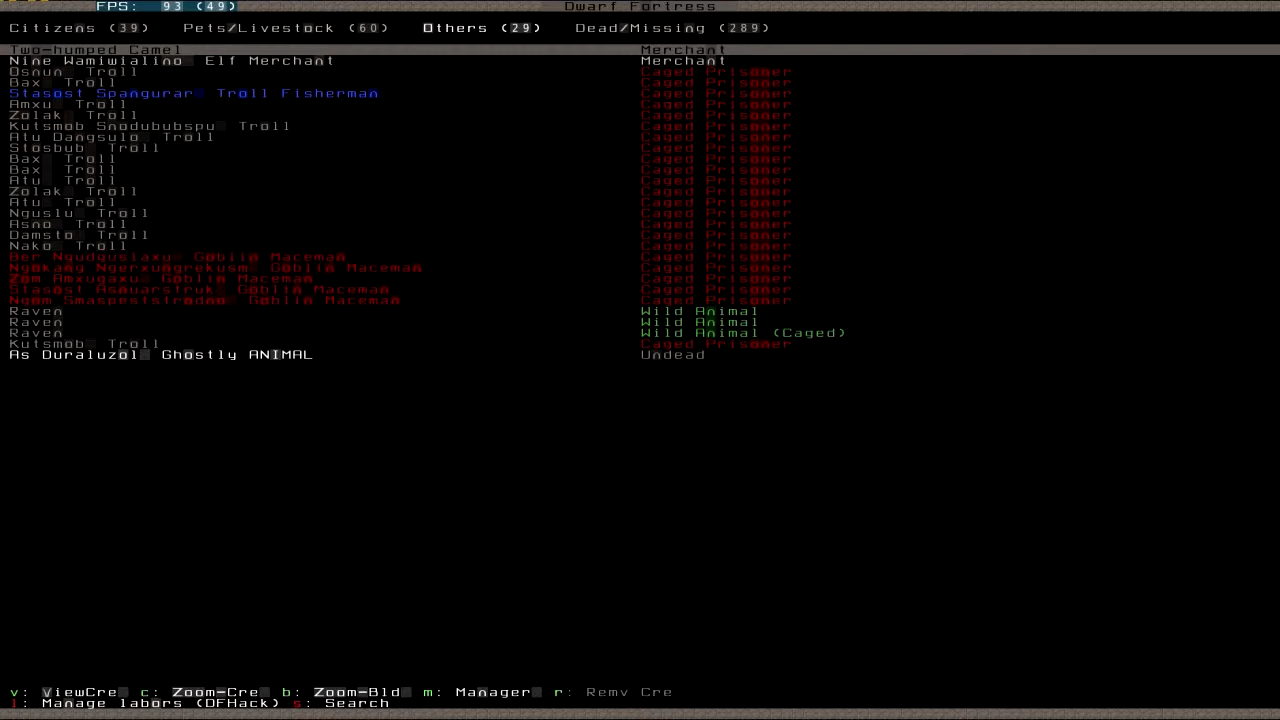 FPS: 93 (49) Dwarf Fortress
Citizens (39) Pets/Livestock (60) Others (29) Dead/Missing (289)
Two-humped Camel Merchant
Nine Wamiwialino Elf Merchant Merchant
Osnun Troll Caged Prisoner
Bax Troll Caged Prisoner
Stasost Spangurar Troll Fisherman Caged Prisoner
Amxu Troll Caged Prisoner
Zolak Troll Caged Prisoner
Kutsmob Snodububspu Troll Caged Prisoner
Atu Dangsulo Troll Caged Prisoner
Stosbub Troll Caged Prisoner
Bax Troll Caged Prisoner
Bax Troll Caged Prisoner
Atu Troll Caged Prisoner
Zolak Troll Caged Prisoner
Atu Troll Caged Prisoner
Nguslu Troll Caged Prisoner
Asno Troll Caged Prisoner
Damsto Troll Caged Prisoner
Nako Troll Caged Prisoner
Ber Goblin Maceman Caged Prisoner
Ngokang Goblin Maceman Caged Prisoner
Zom Amxugaxu Goblin Maceman Caged Prisoner
Stasost Goblin Maceman Caged Prisoner
Ngom Goblin Maceman Caged Prisoner
Raven Wild Animal
Raven Wild Animal
Raven Wild Animal (Caged)
Kutsmob Troll Caged Prisoner
As Duraluzol Ghostly ANIMAL Undead
v: ViewCre c: Zoom-Cre b: Zoom-Bld m: Manager r: Remv Cre
l: Manage labors (DFHack) s: Search